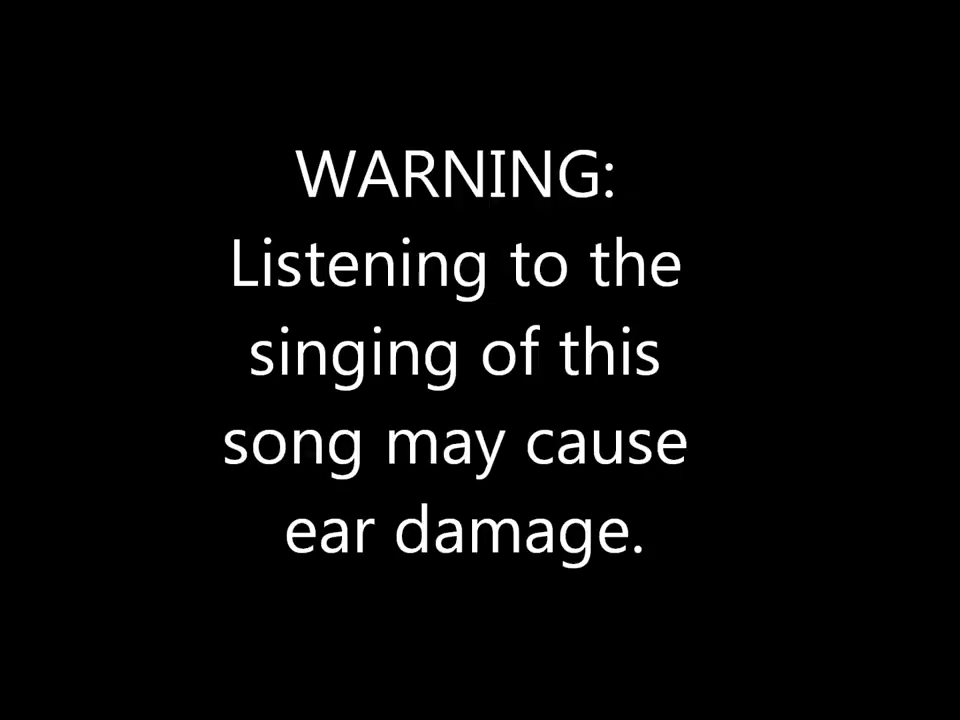 WARNING:
Listening to the
singing of this
song may cause
ear damage.